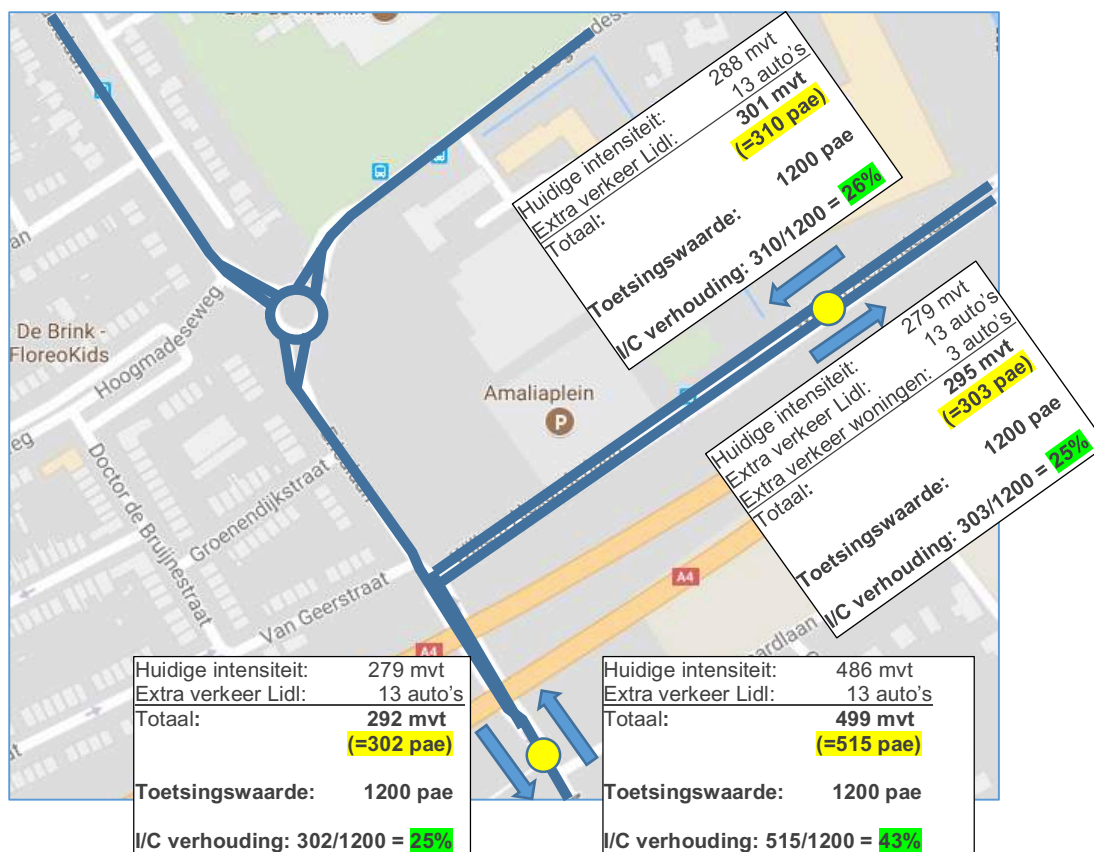 288 mvt
13 auto's
Huidige intensiteit:
Extra verkeer Lidl:
301 mvt
(=310 pae)
Totaal:
1200 pae
Toetsingswaarde:
I/C verhouding: 310/1200 = 26%
279 mvt
13 auto's
3 auto's
Huidige intensiteit:
Extra verkeer Lidl:
Extra verkeer woningen:
295 mvt
(=303 pae)
Totaal:
1200 pae
Toetsingswaarde:
I/C verhouding: 303/1200 = 25%
De Brink -
FloreoKids
Hoogmadeseweg
Amaliaplein
P
Doctor de Bruijnestraat
Groenendijkstraat
Van Geerstraat
A4
A4
Huidige intensiteit: 279 mvt
Extra verkeer Lidl: 13 auto's
Totaal: 292 mvt
(=302 pae)
Toetsingswaarde: 1200 pae
I/C verhouding: 302/1200 = 25%
Huidige intensiteit: 486 mvt
Extra verkeer Lidl: 13 auto's
Totaal: 499 mvt
(=515 pae)
Toetsingswaarde: 1200 pae
I/C verhouding: 515/1200 = 43%